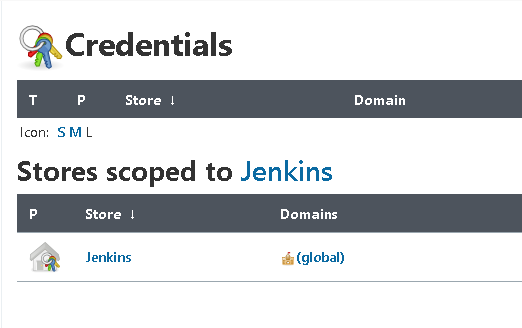 Credentials
T P Store ↓ Domain
Icon: S M L
Stores scoped to Jenkins
P Store ↓ Domains
Jenkins (global)